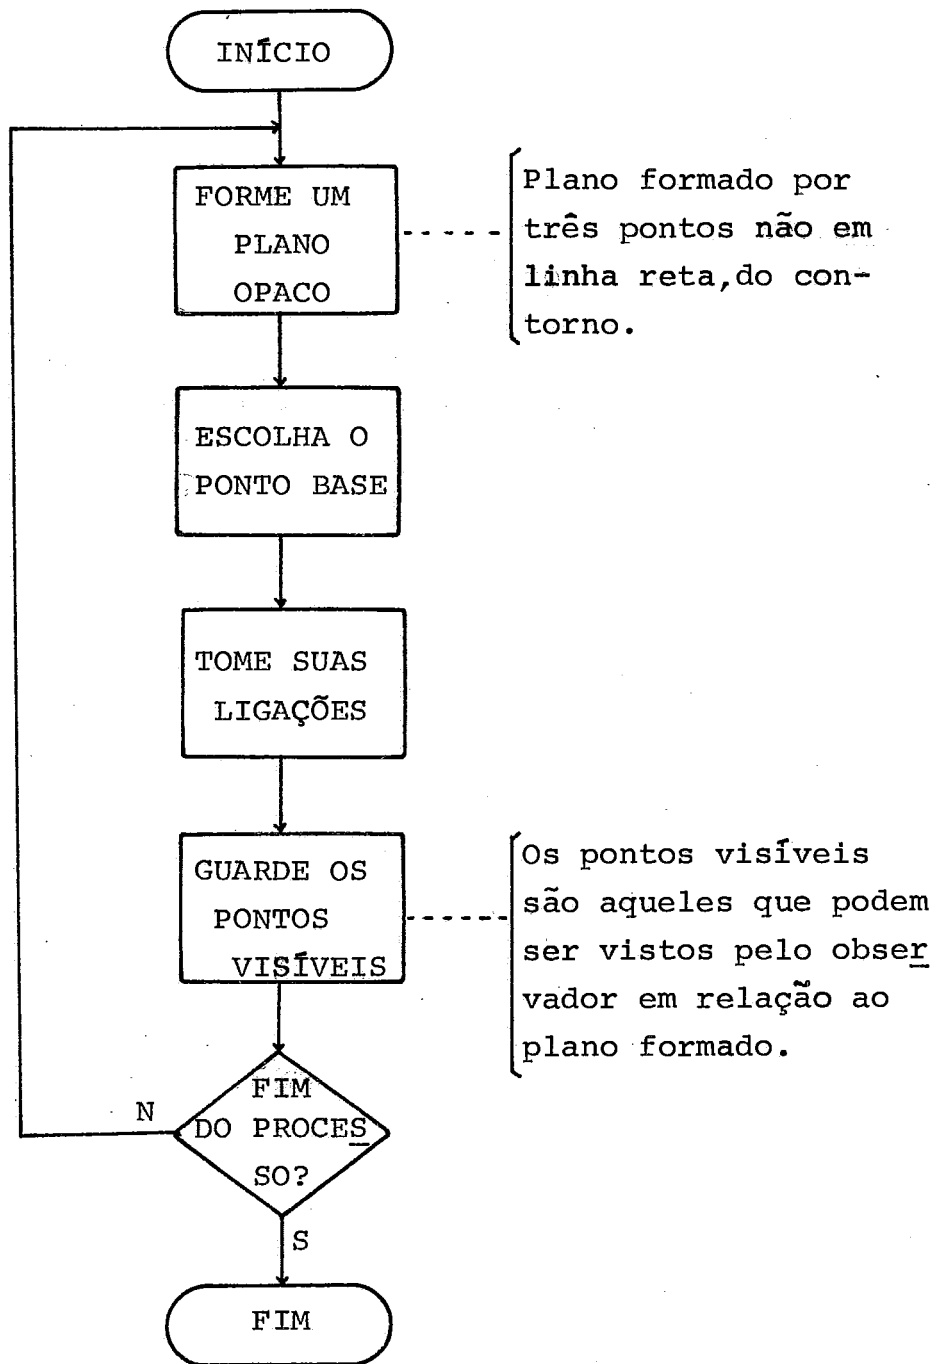 INÍCIO
FORME UM
PLANO
OPACO
Plano formado por
três pontos não em
linha reta,do con-
torno.
ESCOLHA O
PONTO BASE
TOME SUAS
LIGAÇÕES
GUARDE OS
PONTOS
VISÍVEIS
Os pontos visíveis
são aqueles que podem
ser vistos pelo obser
vador em relação ao
plano formado.
FIM
DO PROCES
SO?
N
S
FIM